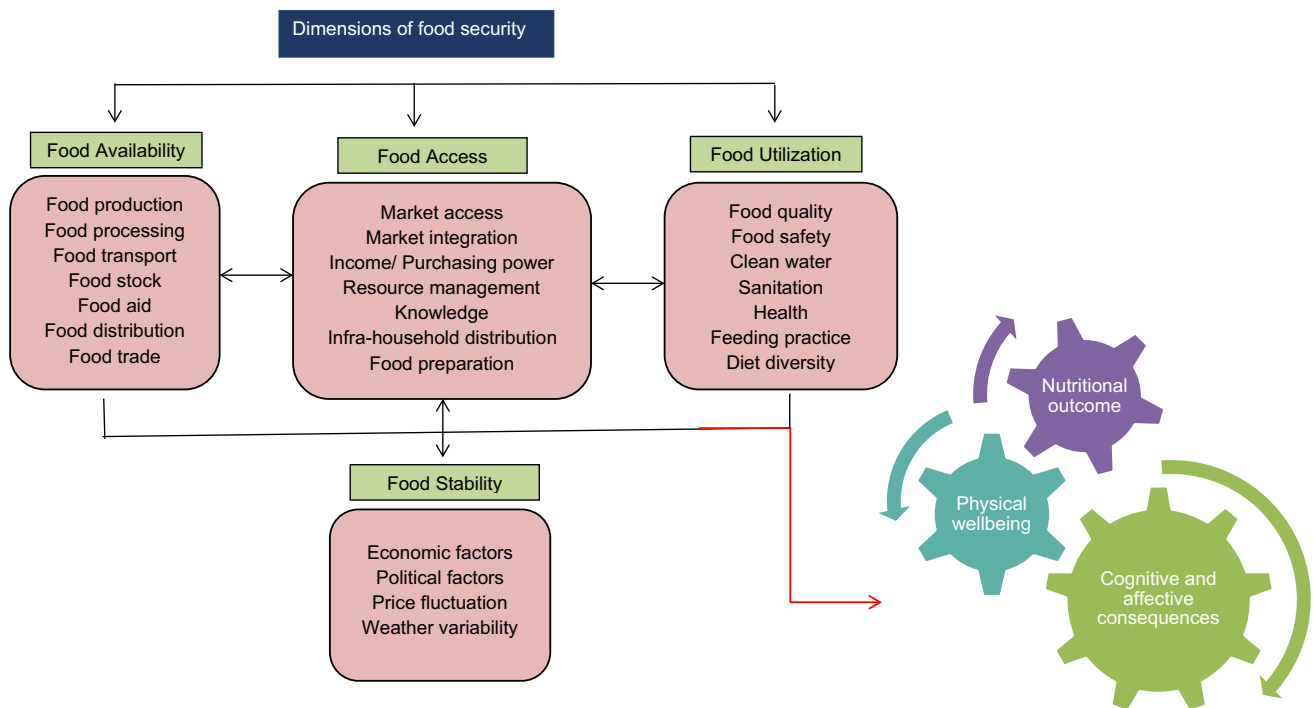 Dimensions of food security
Food Availability
Food Access
Food Utilization
Food production
Food processing
Food transport
Food stock
Food aid
Food distribution
Food trade
Market access
Market integration
Income/ Purchasing power
Resource management
Knowledge
Infra-household distribution
Food preparation
Food quality
Food safety
Clean water
Sanitation
Health
Feeding practice
Diet diversity
Food Stability
Economic factors
Political factors
Price fluctuation
Weather variability
Nutritional
outcome
Physical
wellbeing
Cognitive and
affective
consequences